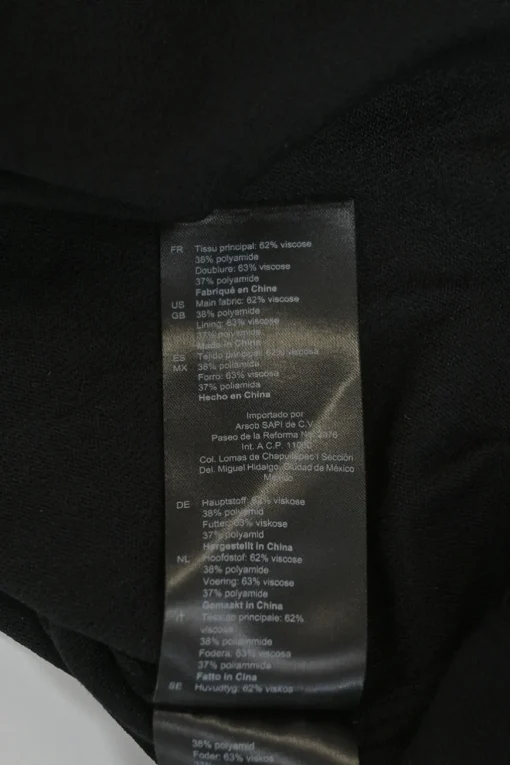 FR Tissu principal: 62% viscose
38% polyamide
Doublure: 63% viscose
37% polyamide
Fabriqué en China
US Main fabric: 62% viscose
GB 38% polyamide
Lining: 63% viscose
37% polyamide
Made in China
ES Tejido principal: 62% viscosa
MX 38% poliamida
Forro: 63% viscosa
37% poliamida
Hecho en China
Importado por
Arscb SAPI de C.V.
Paseo de la Reforma
Int. A C.P.
Col. Lomas de Chapultepec I Sección
Del. Miguel Hidalgo, Ciudad de México
México
DE Hauptstoff: 62% viskose
38% polyamid
Futter: 63% viskose
37% polyamid
Hergestellt in China
NL Hoofdstof: 62% viscose
38% polyamide
Voering: 63% viscose
37% polyamide
Gemaakt in China
IT Tessuto principale: 62%
viscosa
38% poliammide
Fodera: 63% viscosa
37% poliammide
Fatto in Cina
SE Huvudtyg: 62% viskos
38% polyamid
Foder: 63% viskos